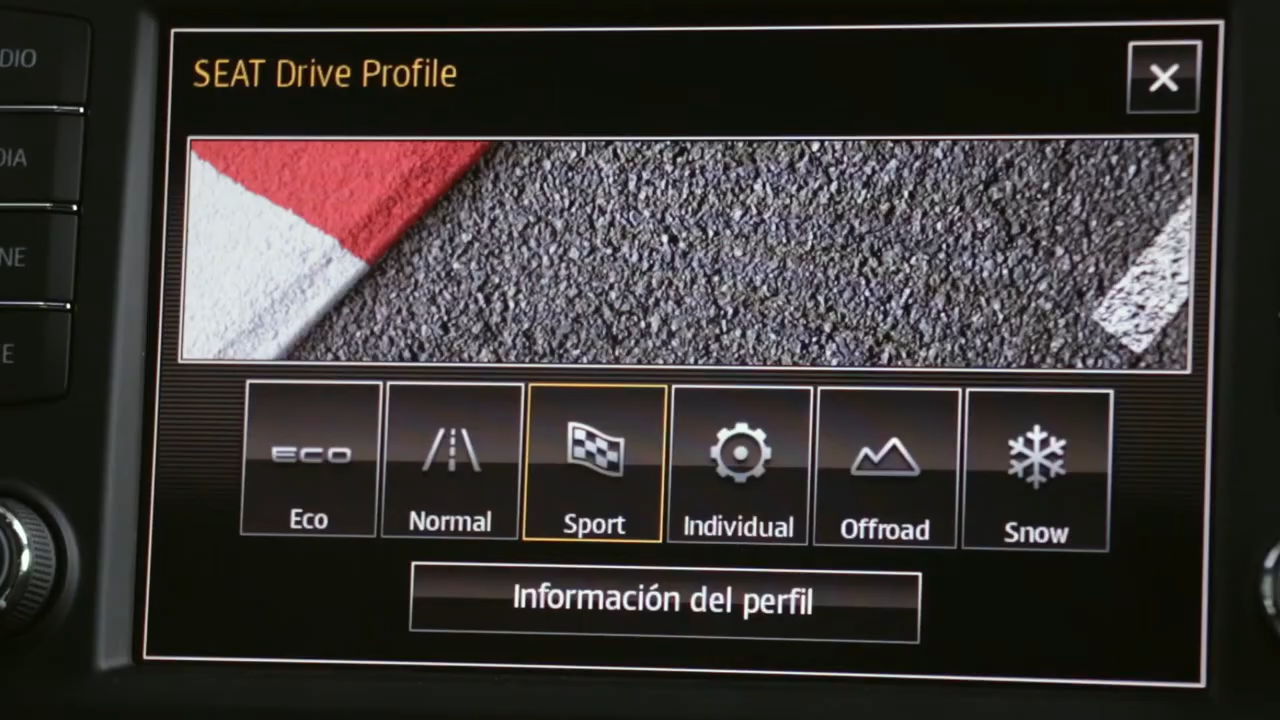 SEAT Drive Profile
ECO
Eco
Normal
Sport
Individual
Offroad
Snow
Información del perfil